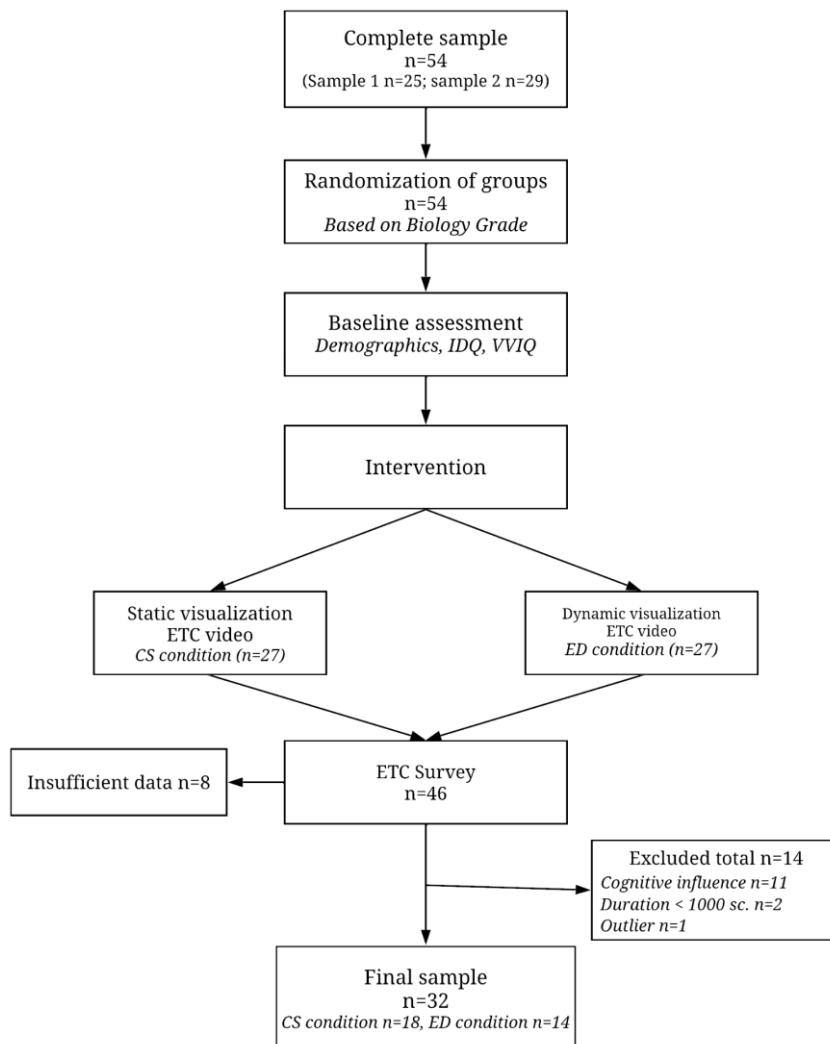 Complete sample
n=54
(Sample 1 n=25; sample 2 n=29)
Randomization of groups
n=54
Based on Biology Grade
Baseline assessment
Demographics, IDQ, VVIQ
Intervention
Static visualization
ETC video
CS condition (n=27)
Dynamic visualization
ETC video
ED condition (n=27)
ETC Survey
n=46
Insufficient data n=8
Excluded total n=14
Cognitive influence n=11
Duration < 1000 sc. n=2
Outlier n=1
Final sample
n=32
CS condition n=18, ED condition n=14